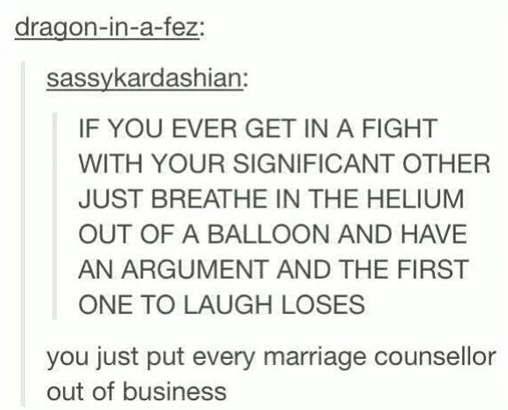 dragon-in-a-fez:
sassykardashian:
IF YOU EVER GET IN A FIGHT
WITH YOUR SIGNIFICANT OTHER
JUST BREATHE IN THE HELIUM
OUT OF A BALLOON AND HAVE
AN ARGUMENT AND THE FIRST
ONE TO LAUGH LOSES
you just put every marriage counsellor
out of business